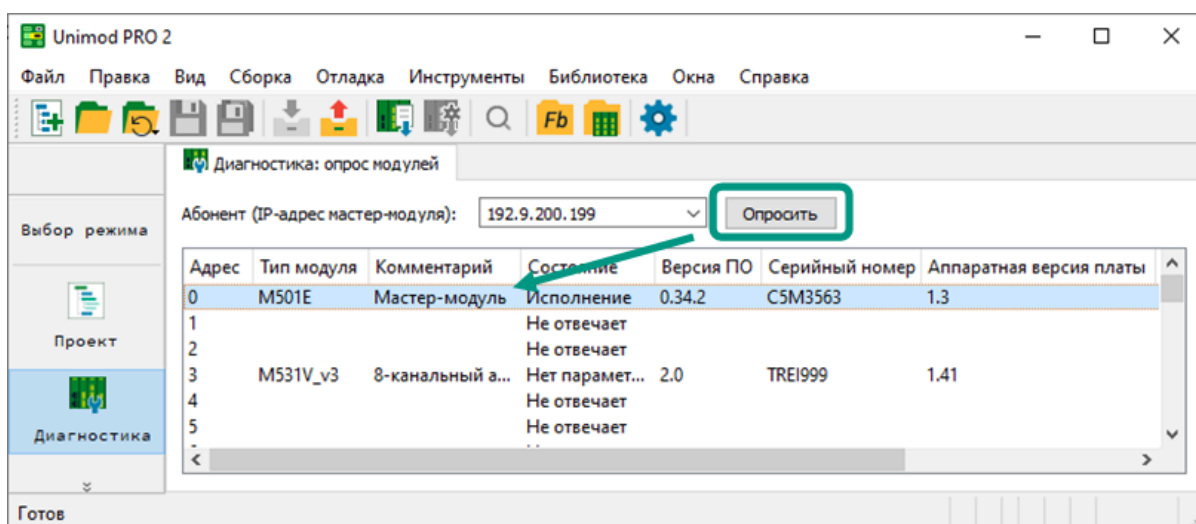 Unimod PRO 2
Файл Правка Вид Сборка Отладка Инструменты Библиотека Окна Справка
Fb
Диагностика: опрос модулей
Выбор режима
Абонент (IP-адрес мастер-модуля): 192.9.200.199 Опросить
Адрес Тип модуля Комментарий Состояние Версия ПО Серийный номер Аппаратная версия платы
0 M501E Мастер-модуль Исполнение 0.34.2 C5M3563 1.3
1 Не отвечает
2 Не отвечает
3 M531V_v3 8-канальный а... Нет парамет... 2.0 TREI999 1.41
4 Не отвечает
5 Не отвечает
Проект
Диагностика
Готов